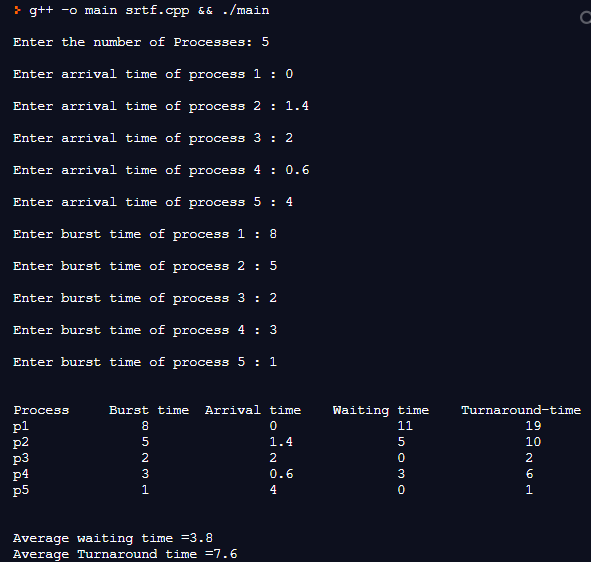 > g++ -o main srtf.cpp && ./main
Enter the number of Processes: 5
Enter arrival time of process 1 : 0
Enter arrival time of process 2 : 1.4
Enter arrival time of process 3 : 2
Enter arrival time of process 4 : 0.6
Enter arrival time of process 5 : 4
Enter burst time of process 1 : 8
Enter burst time of process 2 : 5
Enter burst time of process 3 : 2
Enter burst time of process 4 : 3
Enter burst time of process 5 : 1
Process Burst time Arrival time Waiting time Turnaround-time
p1 8 0 11 19
p2 5 1.4 5 10
p3 2 2 0 2
p4 3 0.6 3 6
p5 1 4 0 1
Average waiting time =3.8
Average Turnaround time =7.6